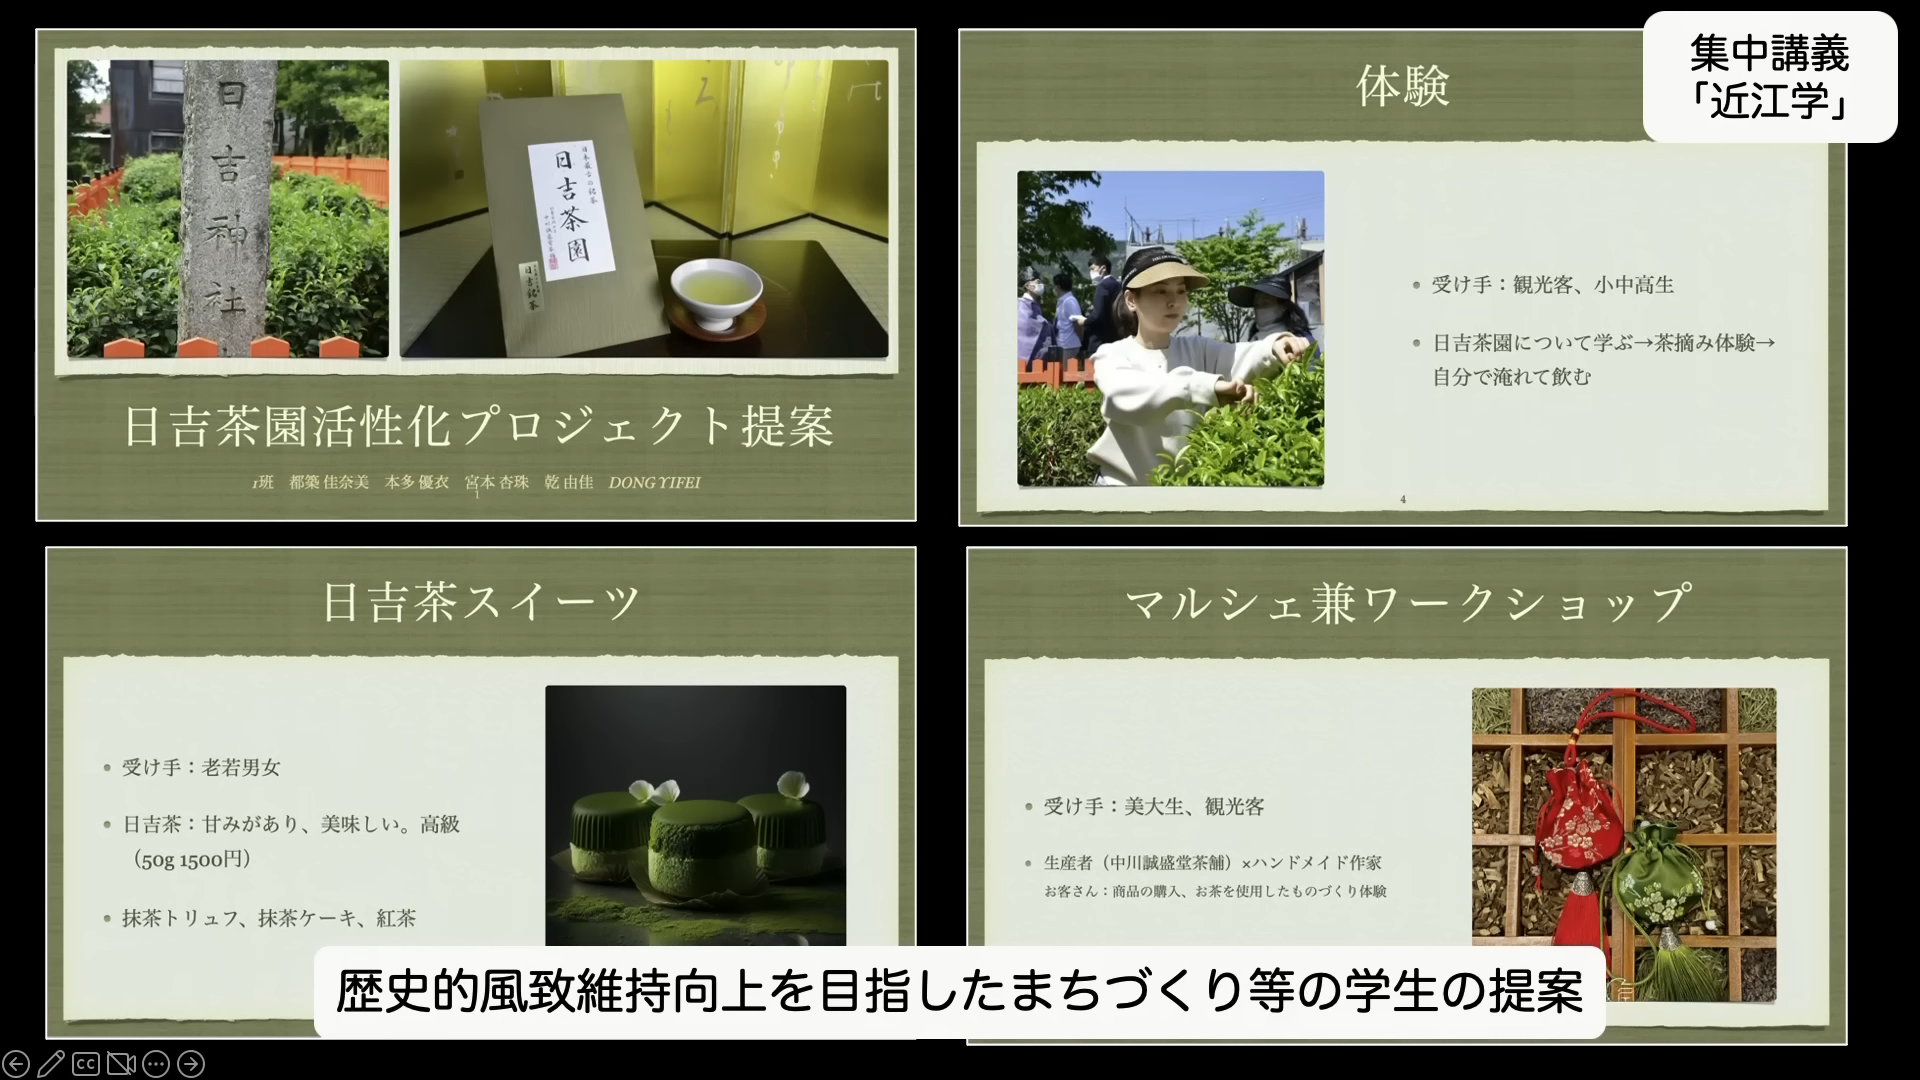 集中講義
「近江学」
日吉神社
日吉茶園
日吉茶園活性化プロジェクト提案
1班　都築 佳奈美　本多 優衣　宮本 杏珠　乾 由佳　DONG YIFEI
1
体験
• 受け手：観光客、小中高生
• 日吉茶園について学ぶ→茶摘み体験→
自分で淹れて飲む
4
日吉茶スイーツ
• 受け手：老若男女
• 日吉茶：甘みがあり、美味しい。高級
（50g 1500円）
• 抹茶トリュフ、抹茶ケーキ、紅茶
マルシェ兼ワークショップ
• 受け手：美大生、観光客
• 生産者（中川誠盛堂茶舗）×ハンドメイド作家
お客さん：商品の購入、お茶を使用したものづくり体験
歴史的風致維持向上を目指したまちづくり等の学生の提案
CC